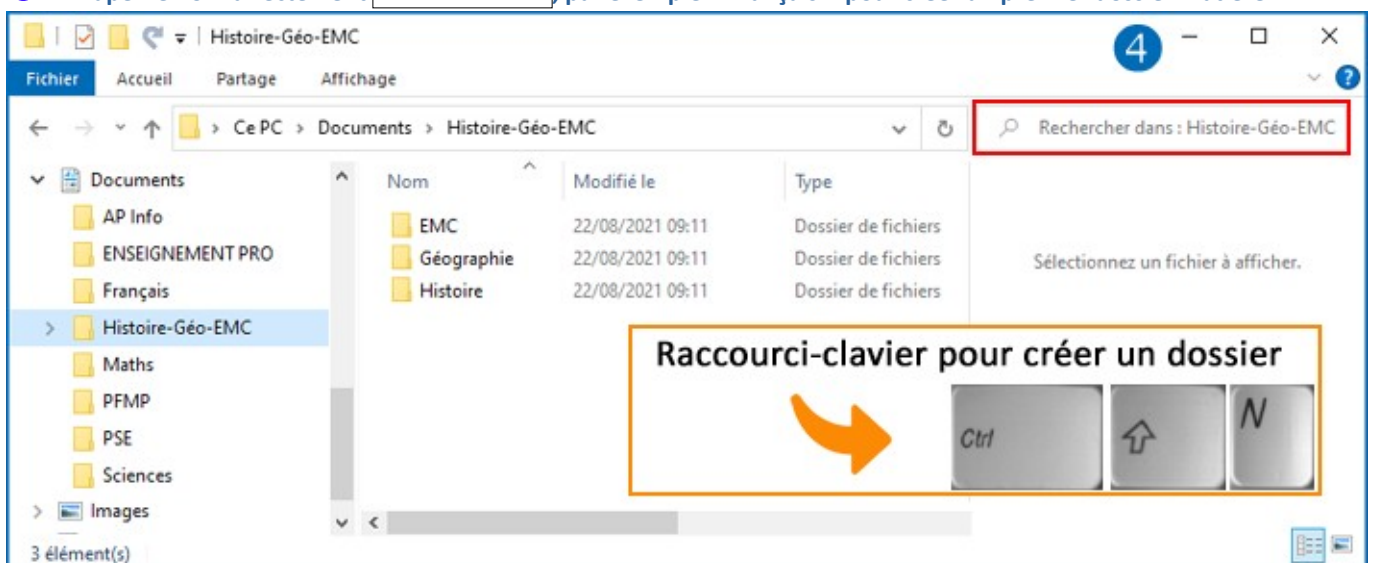 Histoire-Géo-EMC
4
Fichier Accueil Partage Affichage
Ce PC > Documents > Histoire-Géo-EMC
Rechercher dans : Histoire-Géo-EMC
Documents
AP Info
ENSEIGNEMENT PRO
Français
Histoire-Géo-EMC
Maths
PFMP
PSE
Sciences
Images
Nom Modifié le Type
EMC 22/08/2021 09:11 Dossier de fichiers
Géographie 22/08/2021 09:11 Dossier de fichiers
Histoire 22/08/2021 09:11 Dossier de fichiers
Sélectionnez un fichier à afficher.
Raccourci-clavier pour créer un dossier
Ctrl N
3 élément(s)